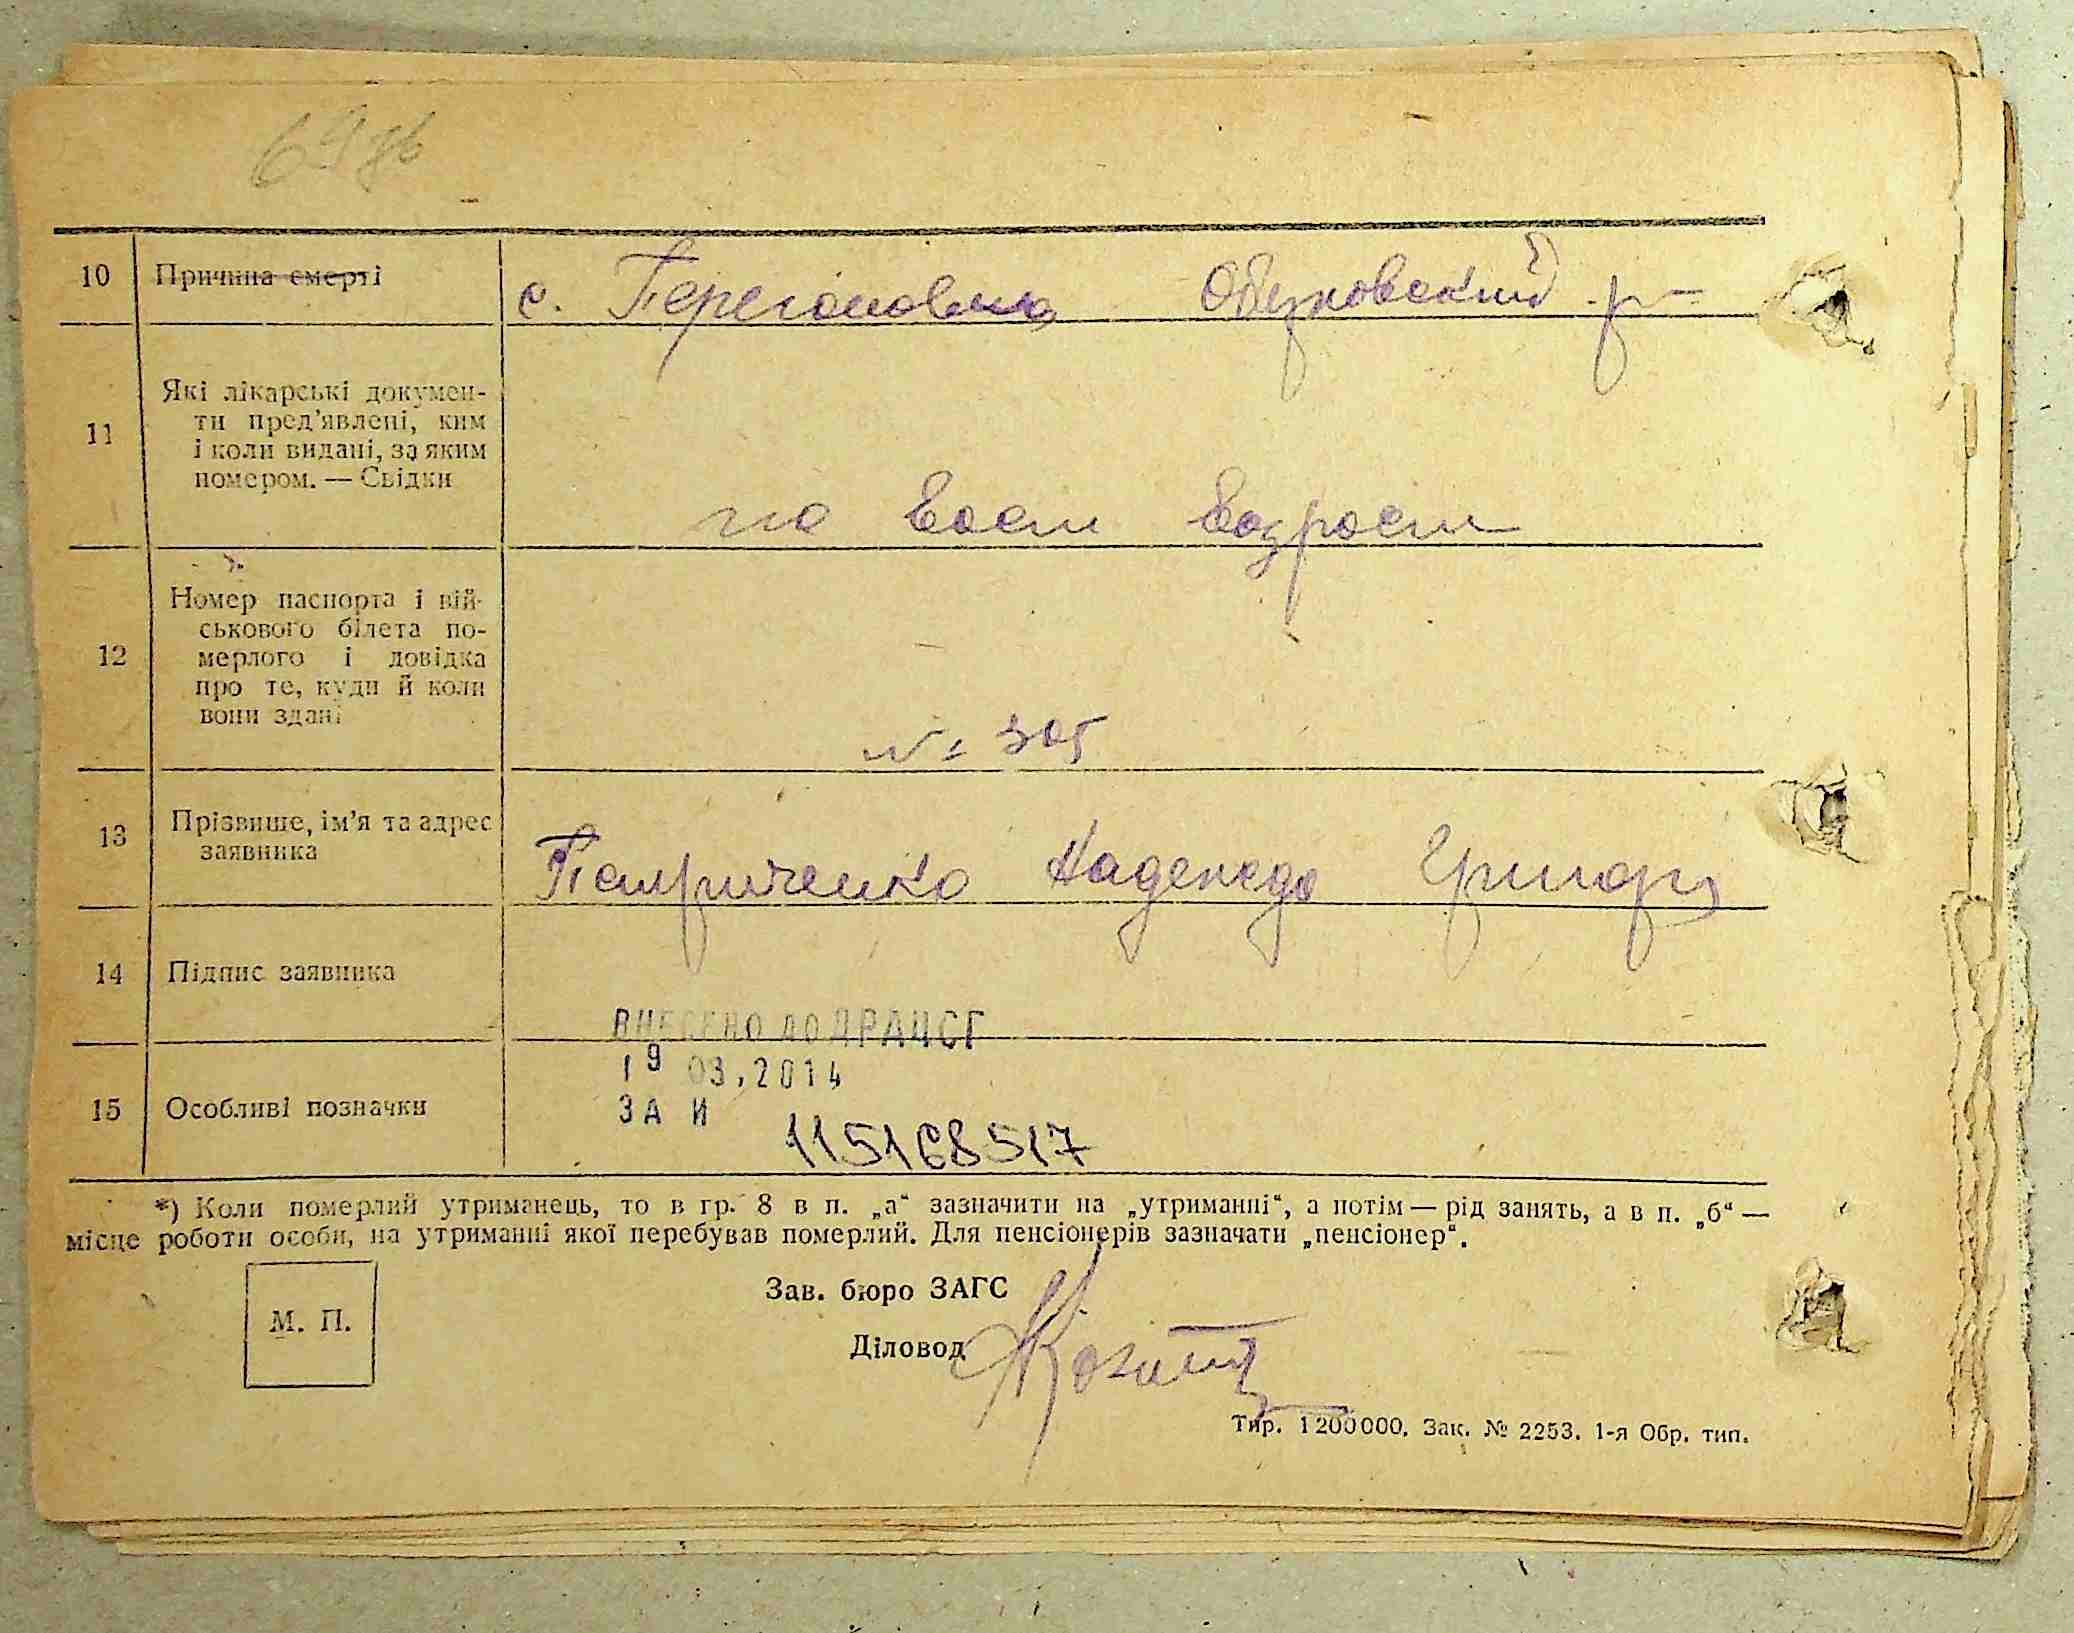 10 Причина смерті с. Перегоновка Обуховский р-
11 Які лікарські докумен-
ти пред'явлені, ким
і коли видані, за яким
номером. — Свідки
по воен возраст
12 Номер паспорта і вій-
ськового білета по-
мерлого і довідка
про те, куди й коли
вони здані
№ 305
13 Прізвище, ім'я та адрес
заявника
Петриченко Надежда Григор
14 Підпис заявника
ВНЕСЕНО ДО ДРАЦСГ
19 03.2014
15 Особливі позначки
ЗА И
115168517
*) Коли померлий утриманець, то в гр. 8 в п. „а“ зазначити на „утриманні“, а потім — рід занять, а в п. „б“ —
місце роботи особи, на утриманні якої перебував померлий. Для пенсіонерів зазначати „пенсіонер“.
Зав. бюро ЗАГС
М. П.
Діловод
Тир. 1200000. Зак. № 2253. 1-я Обр. тип.